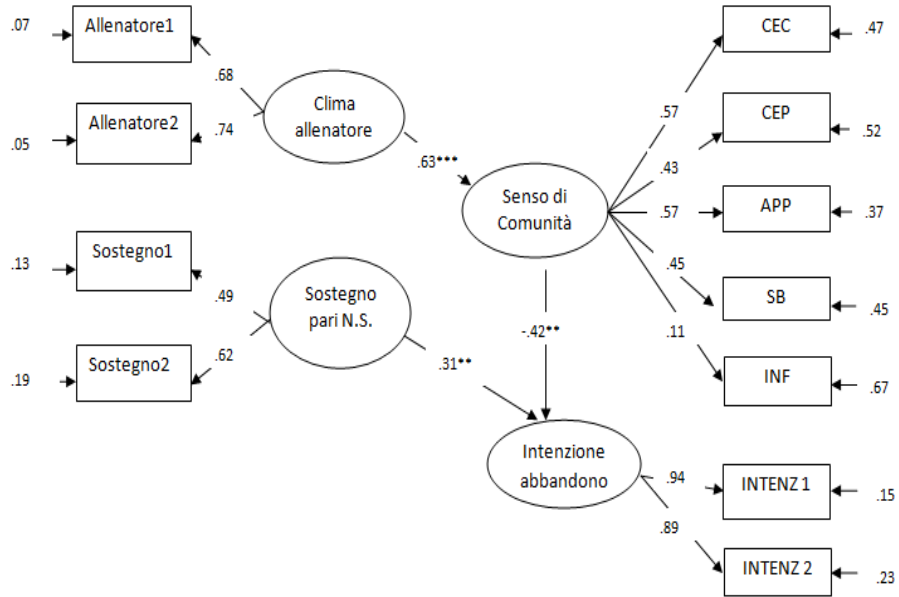 .07
Allenatore1
.68
Clima
allenatore
.05
Allenatore2
.74
.63***
.13
Sostegno1
.49
Sostegno
pari N.S.
.19
Sostegno2
.62
.31**
Senso di
Comunità
-.42**
Intenzione
abbandono
.57
CEC
.47
.43
CEP
.52
.57
APP
.37
.45
SB
.45
.11
INF
.67
.94
INTENZ 1
.15
.89
INTENZ 2
.23